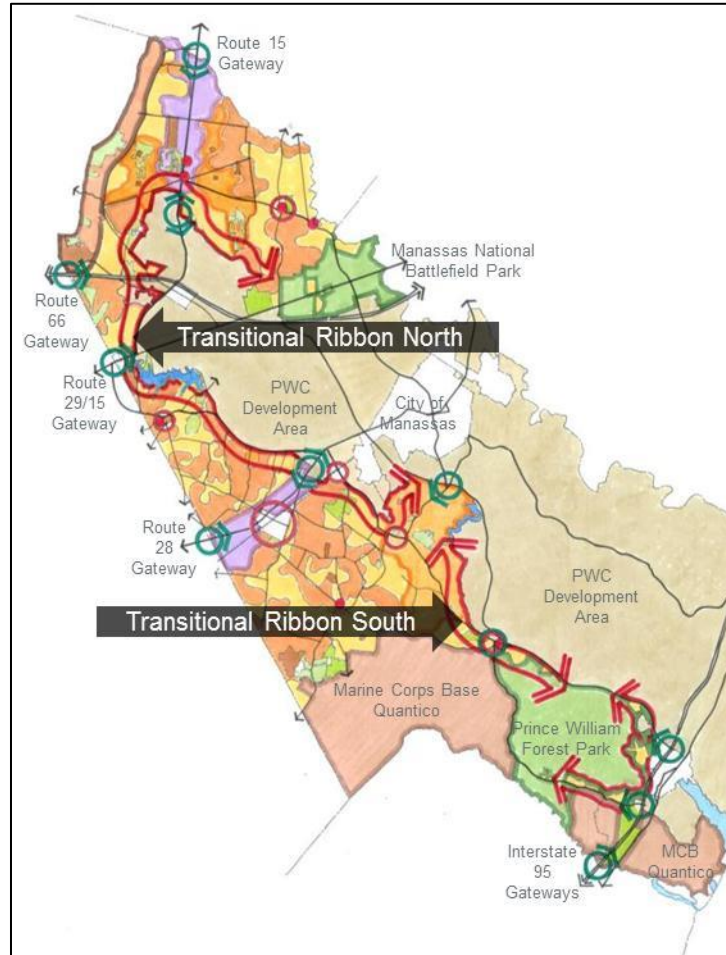 Route 15
Gateway
Manassas National
Battlefield Park
Route
66
Gateway
Transitional Ribbon North
Route
29/15
Gateway
PWC
Development
Area
City of
Manassas
Route
28
Gateway
PWC
Development
Area
Transitional Ribbon South
Marine Corps Base
Quantico
Prince William
Forest Park
Interstate
95
Gateways
MCB
Quantico